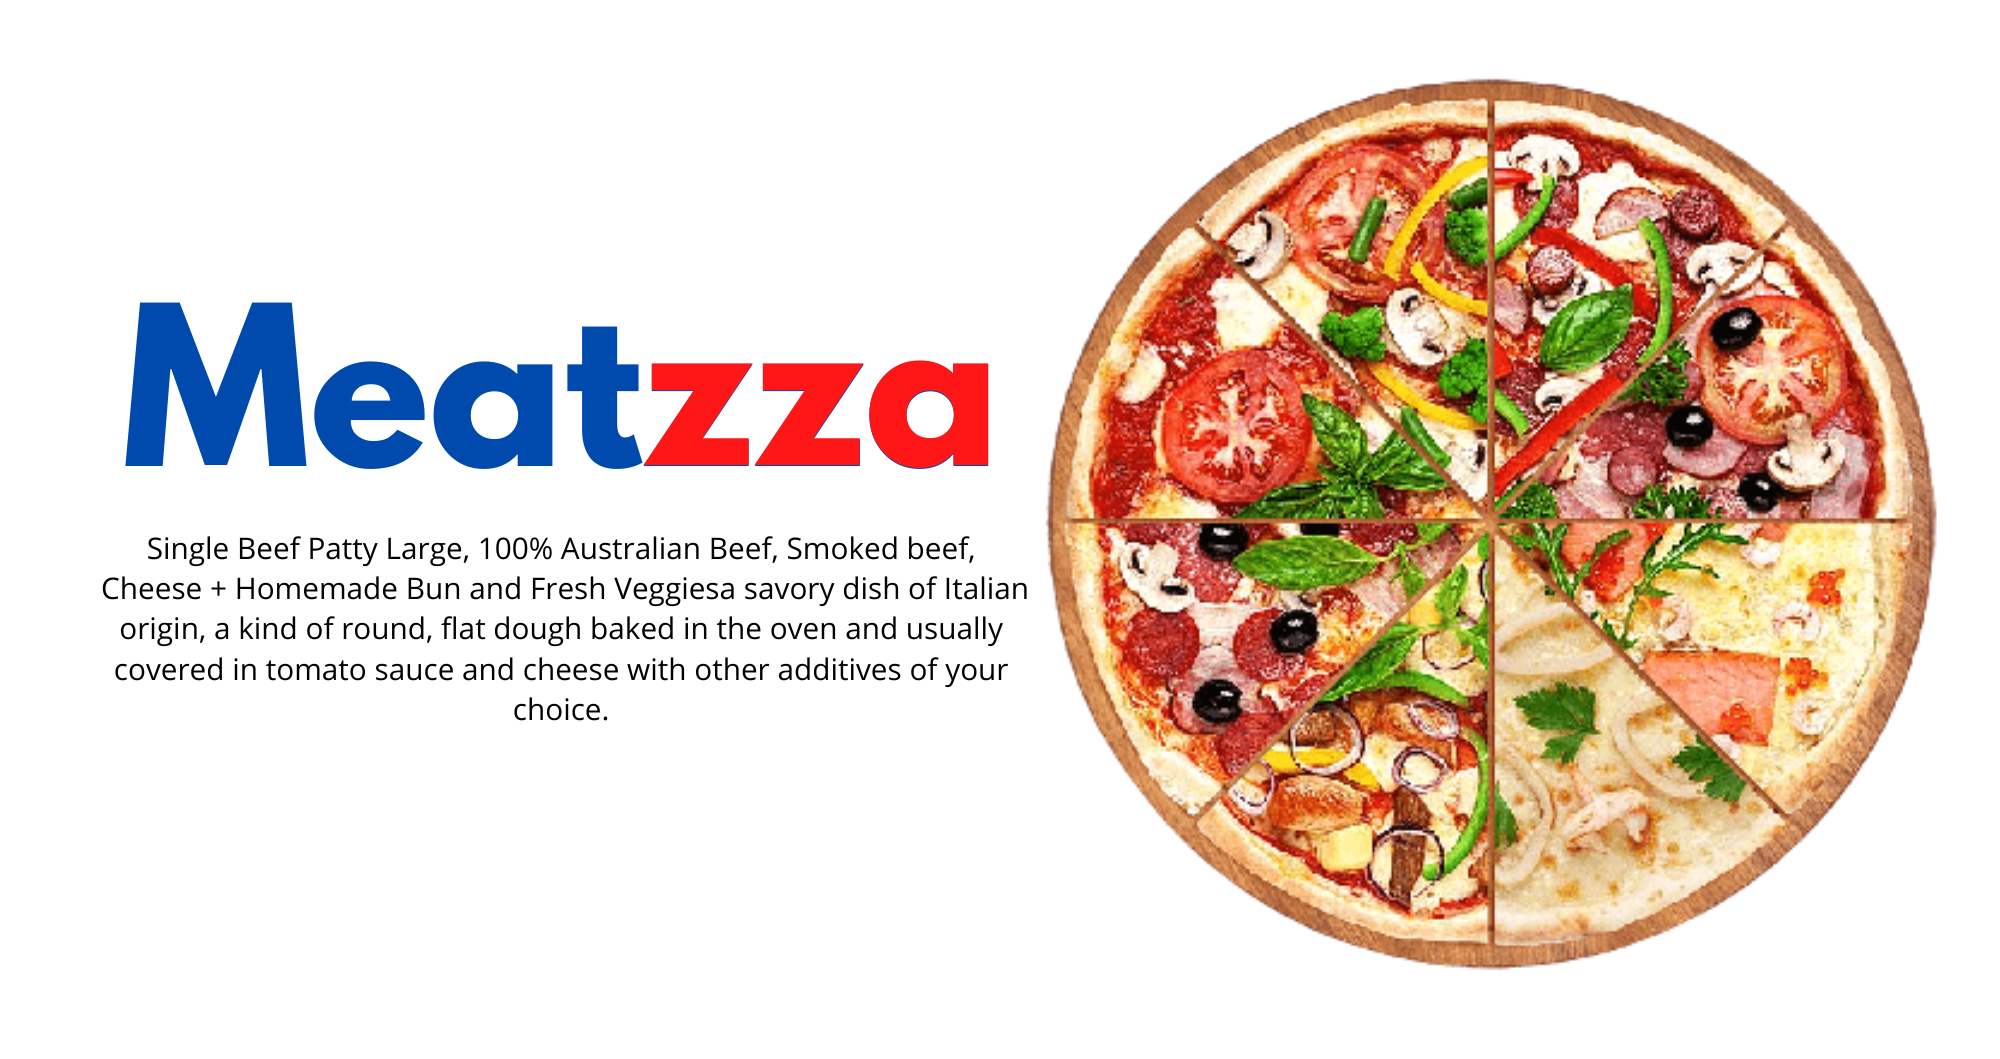 Meatzza
Single Beef Patty Large, 100% Australian Beef, Smoked beef,
Cheese + Homemade Bun and Fresh Veggiesa savory dish of Italian
origin, a kind of round, flat dough baked in the oven and usually
covered in tomato sauce and cheese with other additives of your
choice.